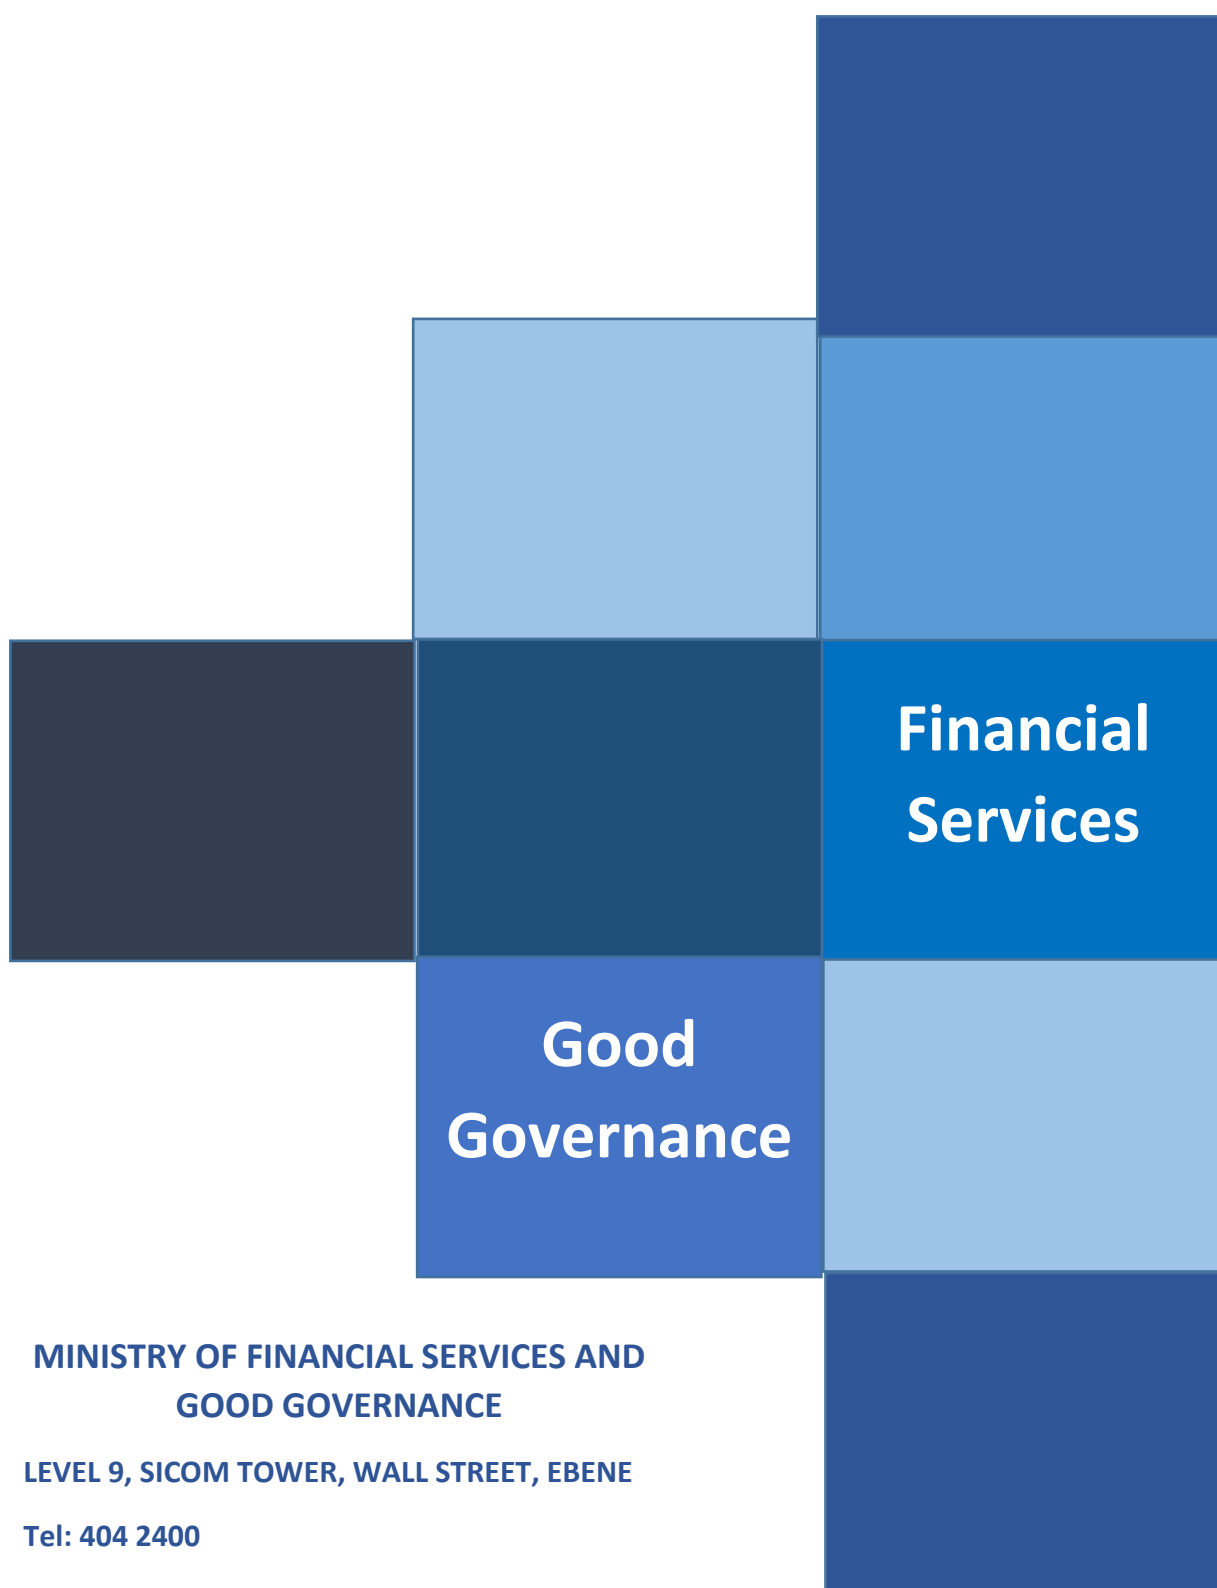 Financial
Services
Good
Governance
MINISTRY OF FINANCIAL SERVICES AND
GOOD GOVERNANCE
LEVEL 9, SICOM TOWER, WALL STREET, EBENE
Tel: 404 2400